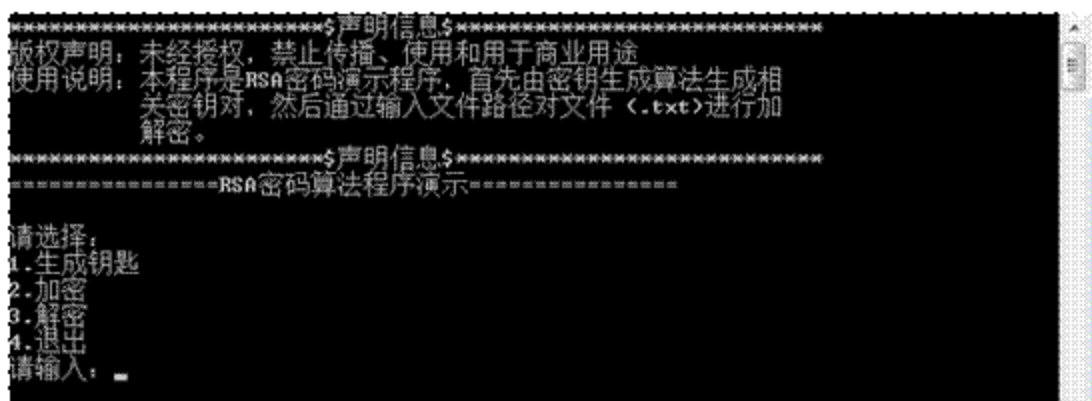 ************************$声明信息$****************************
版权声明：未经授权，禁止传播、使用和用于商业用途
使用说明：本程序是RSA密码演示程序，首先由密钥生成算法生成相
关密钥对，然后通过输入文件路径对文件 (.txt)进行加
解密。
************************$声明信息$****************************
================RSA密码算法程序演示================
请选择：
1.生成钥匙
2.加密
3.解密
4.退出
请输入：